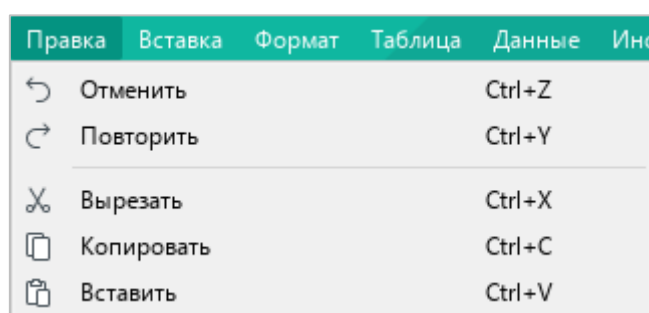 Правка Вставка Формат Таблица Данные
Отменить Ctrl+Z
Повторить Ctrl+Y
Вырезать Ctrl+X
Копировать Ctrl+C
Вставить Ctrl+V